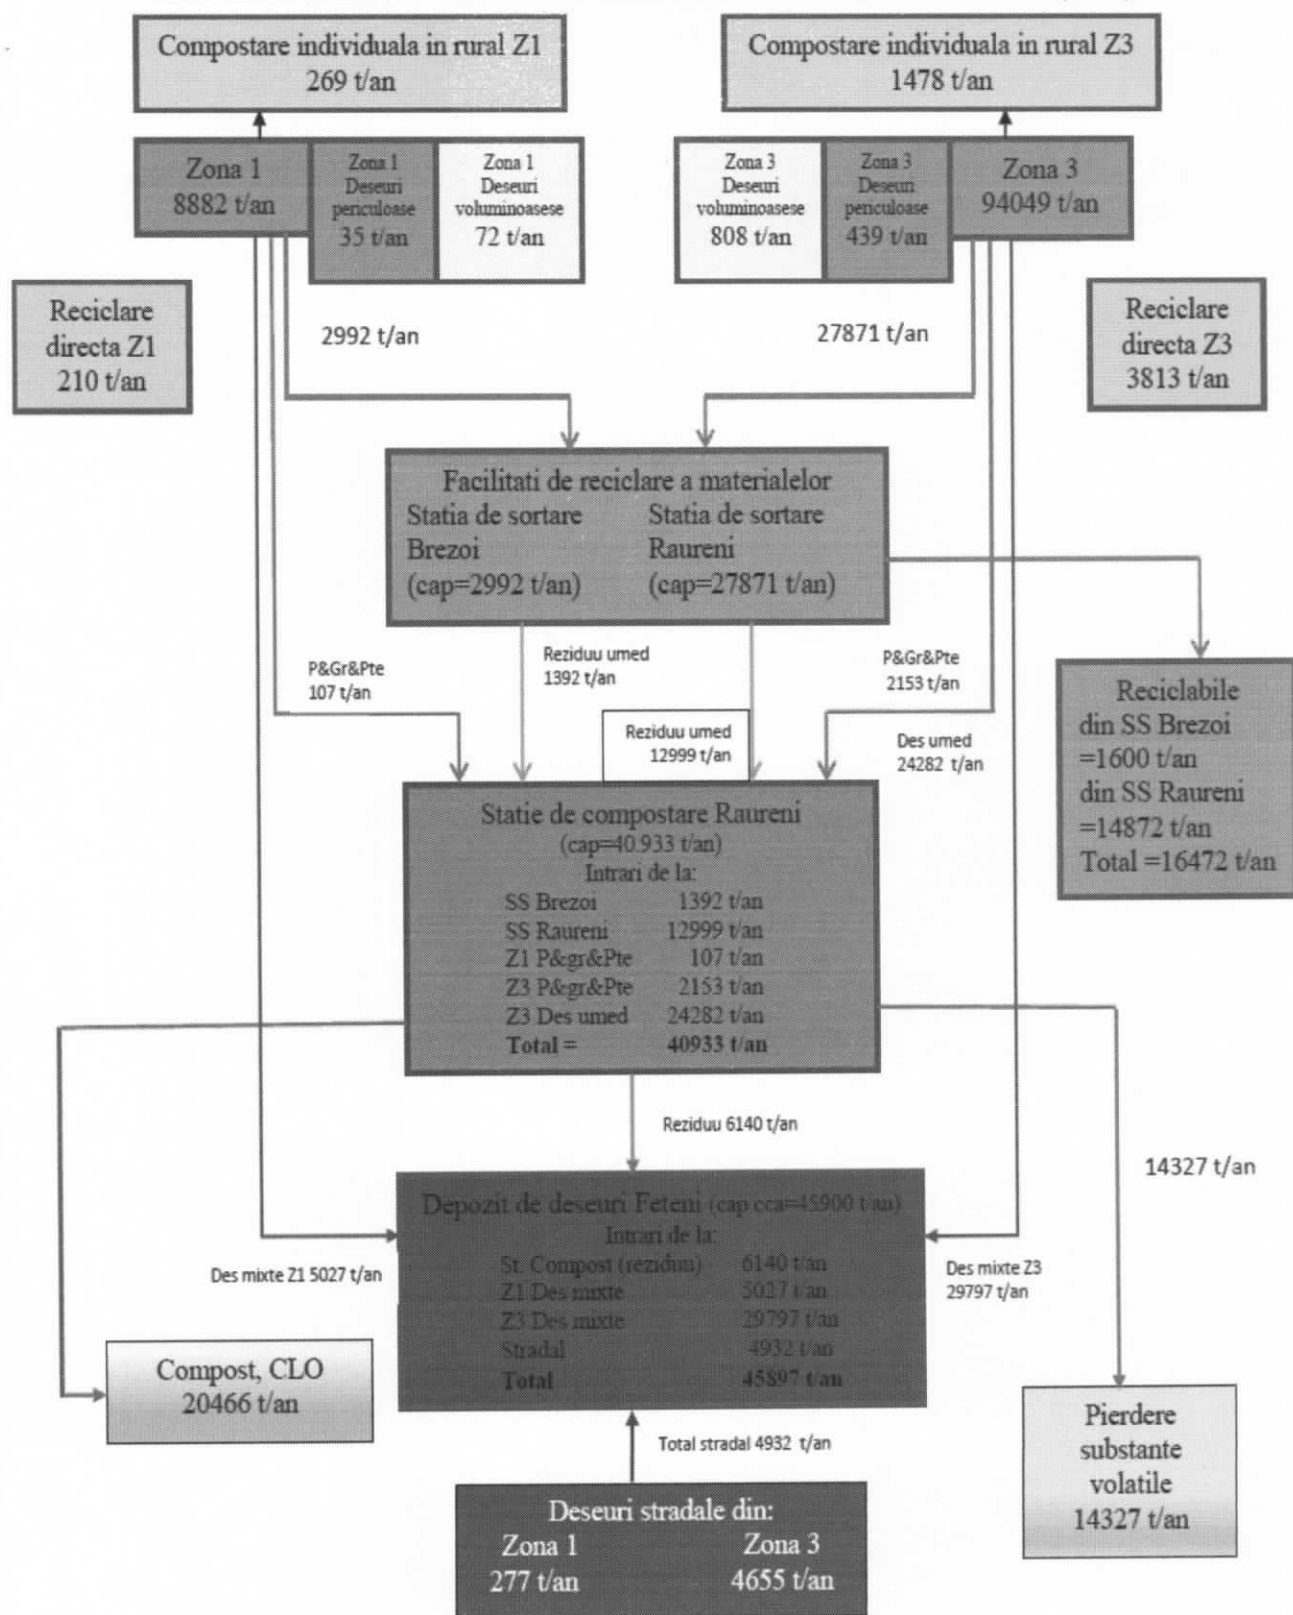 Compostare individuala in rural Z1
269 t/an
Compostare individuala in rural Z3
1478 t/an
Zona 1
8882 t/an
Zona 1
Deseuri
periculoase
35 t/an
Zona 1
Deseuri
voluminoasese
72 t/an
Zona 3
Deseuri
voluminoasese
808 t/an
Zona 3
Deseuri
periculoase
439 t/an
Zona 3
94049 t/an
Reciclare
directa Z1
210 t/an
2992 t/an
27871 t/an
Reciclare
directa Z3
3813 t/an
Facilitati de reciclare a materialelor
Statia de sortare
Brezoi
(cap=2992 t/an)
Statia de sortare
Raureni
(cap=27871 t/an)
P&Gr&Pte
107 t/an
Reziduu umed
1392 t/an
Reziduu umed
12999 t/an
P&Gr&Pte
2153 t/an
Des umed
24282 t/an
Reciclabile
din SS Brezoi
=1600 t/an
din SS Raureni
=14872 t/an
Total =16472 t/an
Statie de compostare Raureni
(cap=40.933 t/an)
Intrari de la:
SS Brezoi 1392 t/an
SS Raureni 12999 t/an
Z1 P&gr&Pte 107 t/an
Z3 P&gr&Pte 2153 t/an
Z3 Des umed 24282 t/an
Total = 40933 t/an
Reziduu 6140 t/an
14327 t/an
Depozit de deseuri Feteni (cap cca=45900 t/an)
Intrari de la:
St. Compost (reziduu) 6140 t/an
Z1 Des mixte 5027 t/an
Z3 Des mixte 29797 t/an
Stradal 4932 t/an
Total 45897 t/an
Des mixte Z1 5027 t/an
Des mixte Z3
29797 t/an
Compost, CLO
20466 t/an
Total stradal 4932 t/an
Pierdere
substante
volatile
14327 t/an
Deseuri stradale din:
Zona 1 Zona 3
277 t/an 4655 t/an